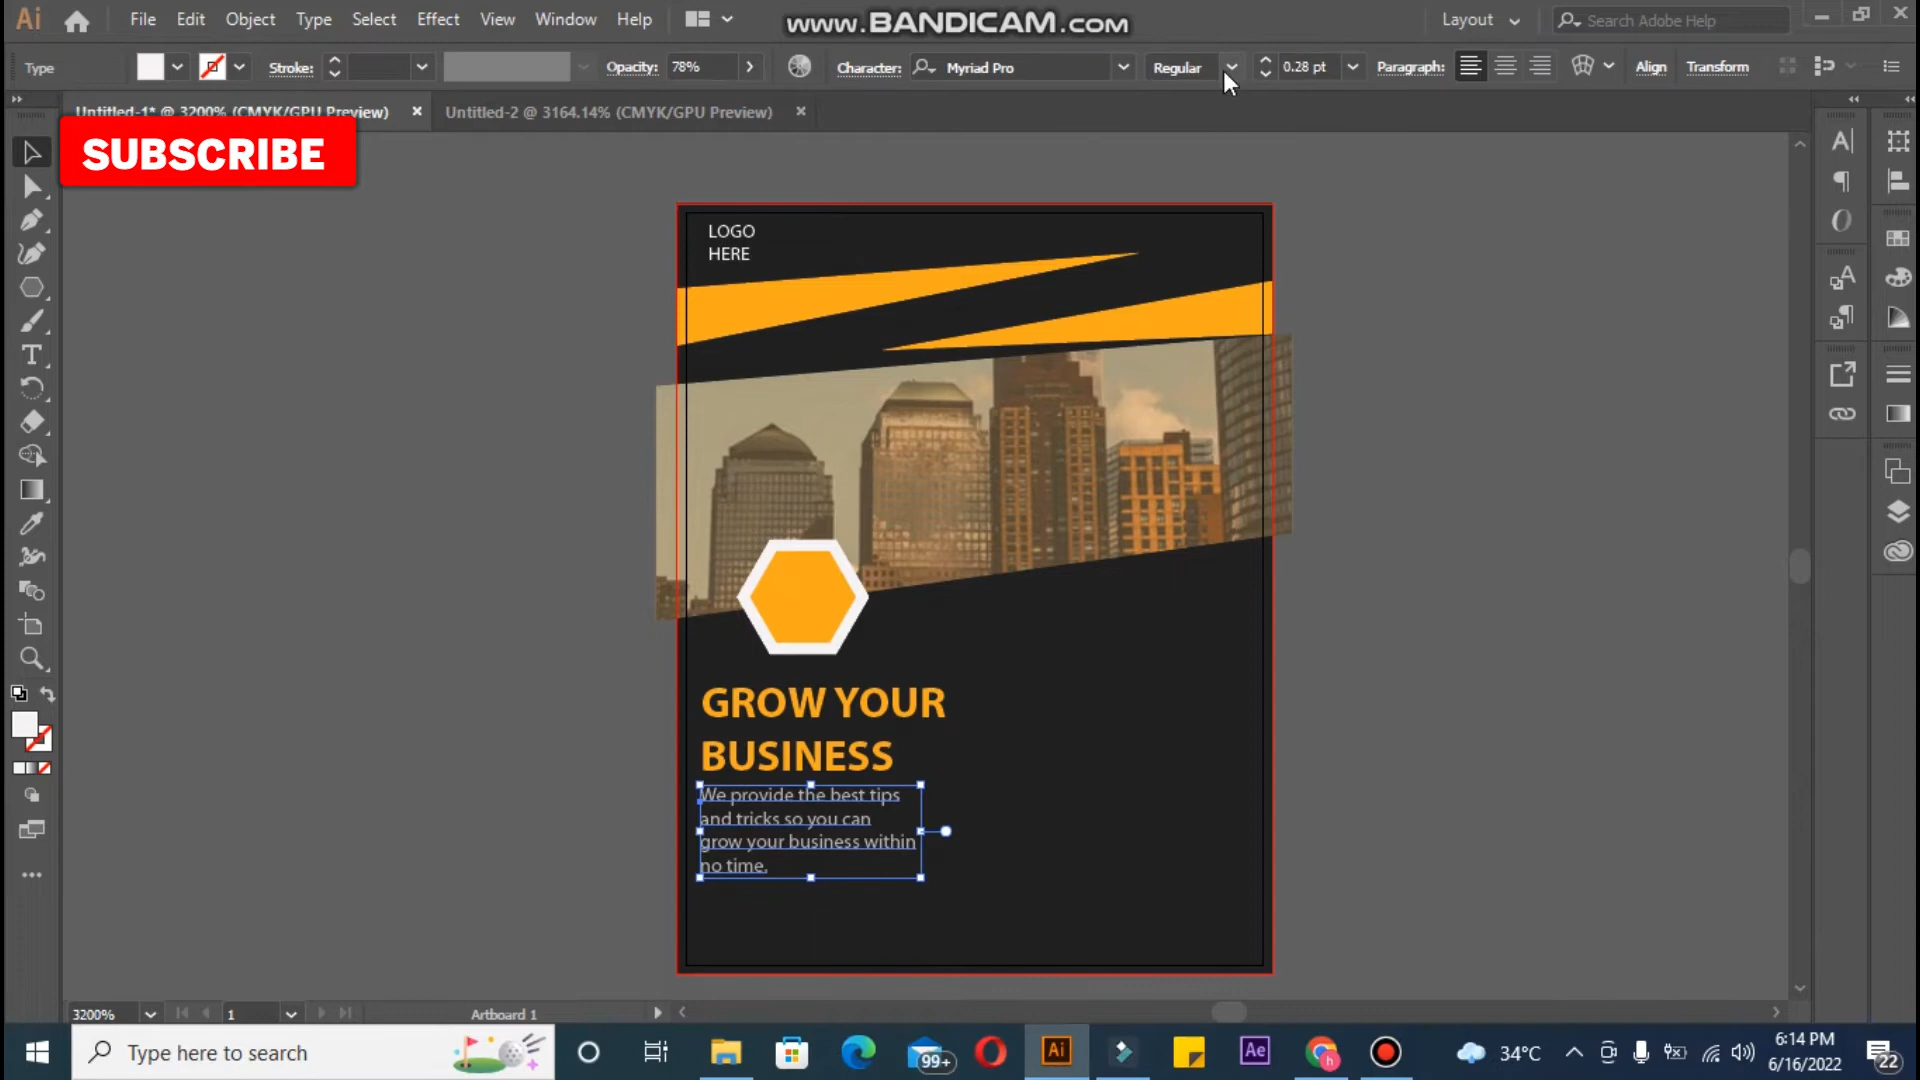 Ai File Edit Object Type Select Effect View Window Help www.BANDICAM.com Layout Search Adobe Help
Type Stroke: Opacity: 78% Character: Myriad Pro Regular 0.28 pt Paragraph: Align Transform
Untitled-1* @ 3200% (CMYK/GPU Preview) × Untitled-2 @ 3164.14% (CMYK/GPU Preview) ×
SUBSCRIBE
LOGO
HERE
GROW YOUR
BUSINESS
We provide the best tips
and tricks so you can
grow your business within
no time.
3200% 1 Artboard 1
Type here to search 99+ Ai Ae h 34°C 6:14 PM
6/16/2022 22